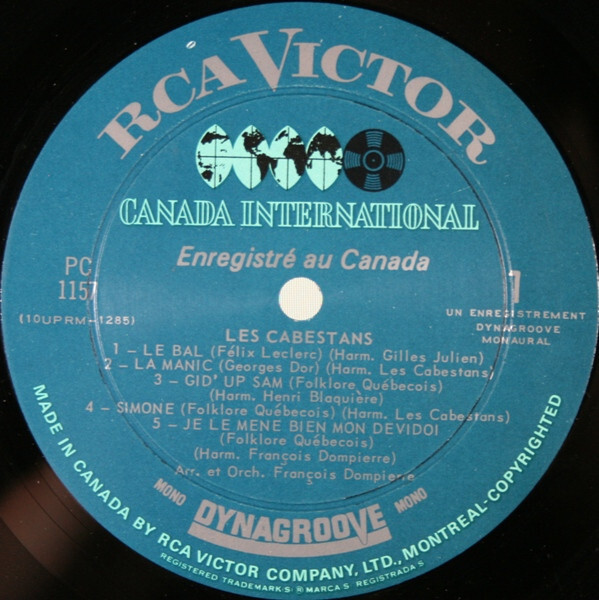 RCA VICTOR
CANADA INTERNATIONAL
Enregistré au Canada
PC
1157
(10UPRM-1285)
1
UN ENREGISTREMENT
DYNAGROOVE
MONAURAL
LES CABESTANS
1 – LE BAL (Félix Leclerc) (Harm. Gilles Julien)
2 – LA MANIC (Georges Dor) (Harm. Les Cabestans)
3 – GID' UP SAM (Folklore Québecois)
(Harm. Henri Blaquière)
4 – SIMONE (Folklore Québecois) (Harm. Les Cabestans)
5 – JE LE MENE BIEN MON DEVIDOI
(Folklore Québecois)
(Harm. François Dompierre)
Arr. et Orch. François Dompierre
MONO DYNAGROOVE MONO
MADE IN CANADA BY RCA VICTOR COMPANY, LTD., MONTREAL-COPYRIGHTED
REGISTERED TRADEMARK·S ® MARCA·S REGISTRADA·S